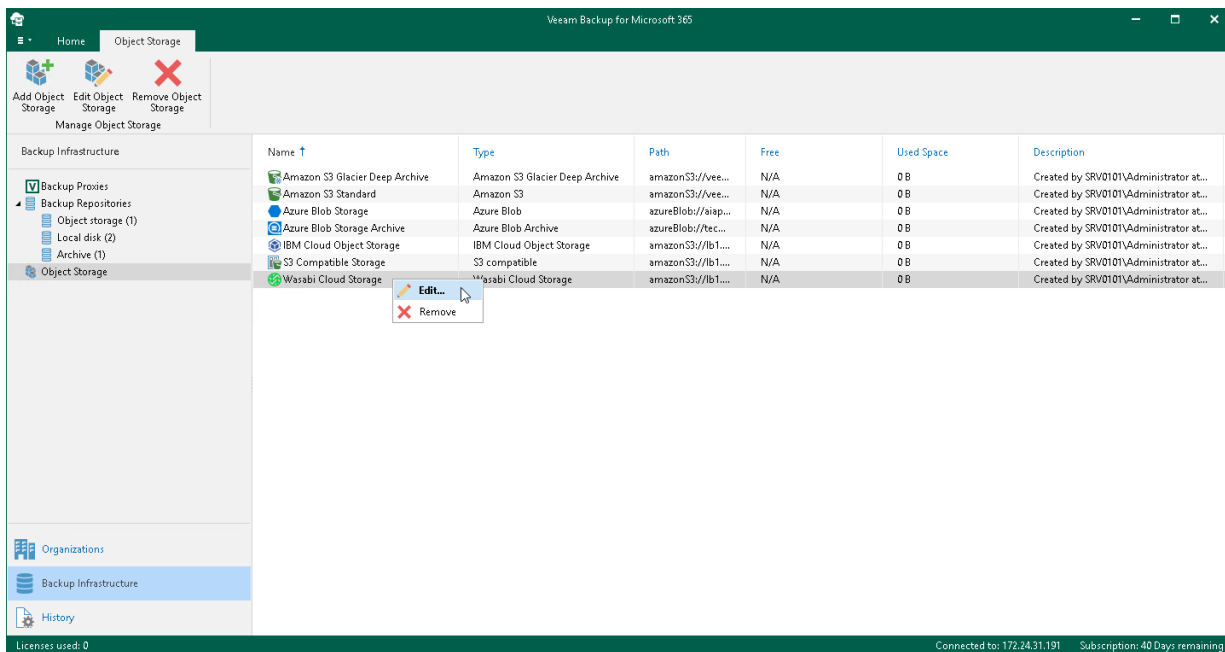 Veeam Backup for Microsoft 365
Home Object Storage
Add Object Storage Edit Object Storage Remove Object Storage
Manage Object Storage
Backup Infrastructure
Backup Proxies
Backup Repositories
Object storage (1)
Local disk (2)
Archive (1)
Object Storage
Name Type Path Free Used Space Description
Amazon S3 Glacier Deep Archive Amazon S3 Glacier Deep Archive amazonS3://vee... N/A 0 B Created by SRV0101\Administrator at...
Amazon S3 Standard Amazon S3 amazonS3://vee... N/A 0 B Created by SRV0101\Administrator at...
Azure Blob Storage Azure Blob azureBlob://aiap... N/A 0 B Created by SRV0101\Administrator at...
Azure Blob Storage Archive Azure Blob Archive azureBlob://tec... N/A 0 B Created by SRV0101\Administrator at...
IBM Cloud Object Storage IBM Cloud Object Storage amazonS3://lb1.... N/A 0 B Created by SRV0101\Administrator at...
S3 Compatible Storage S3 compatible amazonS3://lb1.... N/A 0 B Created by SRV0101\Administrator at...
Wasabi Cloud Storage Wasabi Cloud Storage amazonS3://lb1.... N/A 0 B Created by SRV0101\Administrator at...
Edit...
Remove
Organizations
Backup Infrastructure
History
Licenses used: 0 Connected to: 172.24.31.191 Subscription: 40 Days remaining